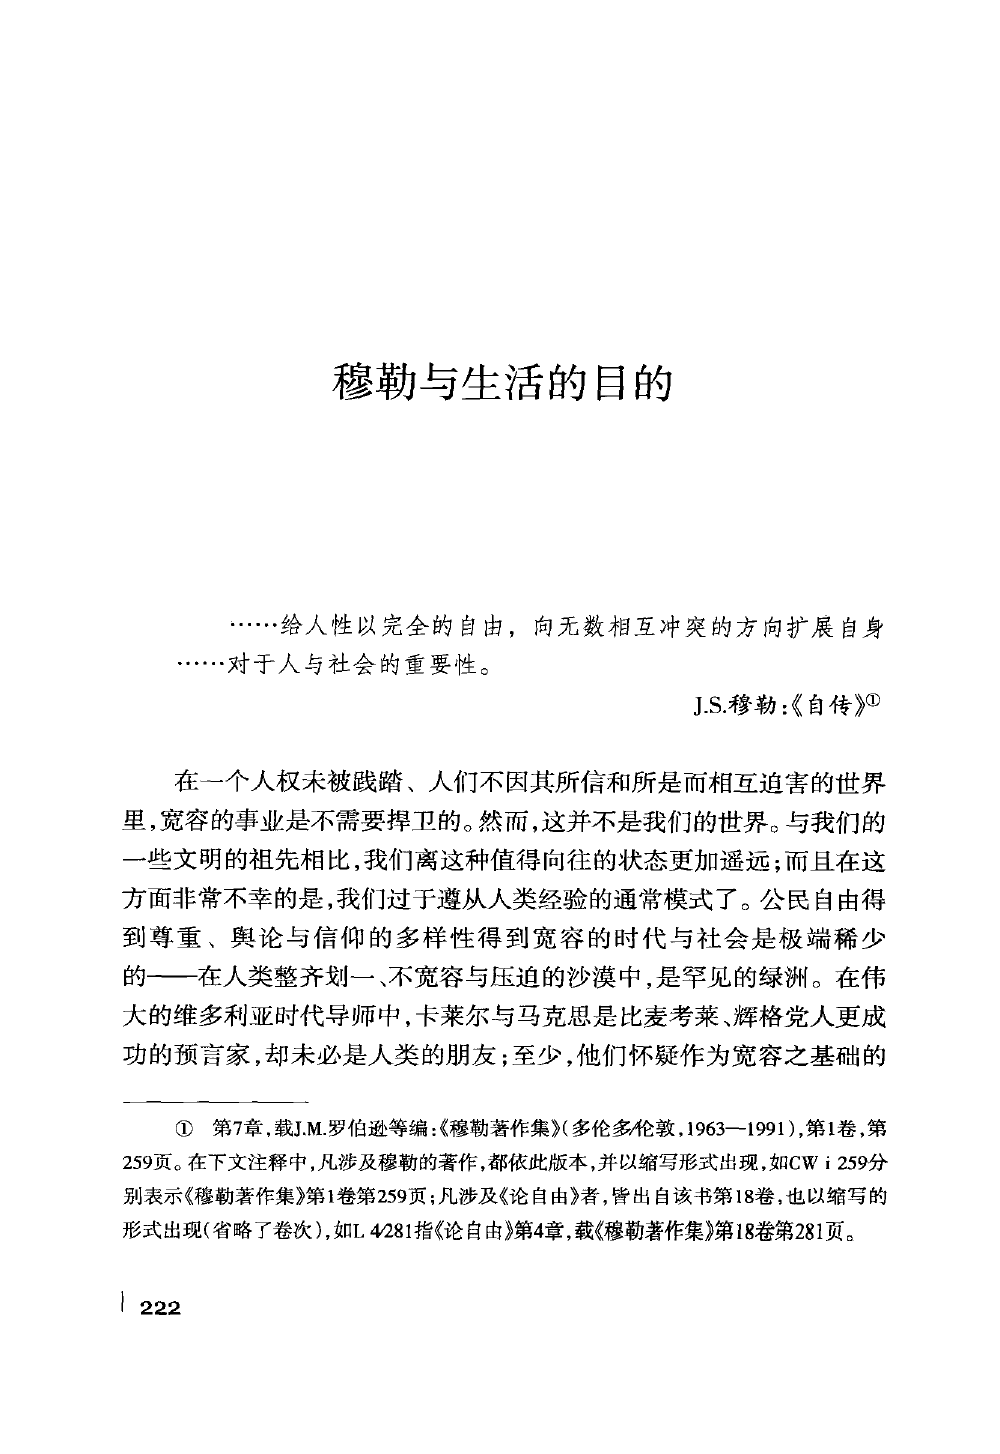 穆勒与生活的目的
……给人性以完全的自由，向无数相互冲突的方向扩展自身
……对于人与社会的重要性。
J.S.穆勒:《自传》①
在一个人权未被践踏、人们不因其所信和所是而相互迫害的世界
里,宽容的事业是不需要捍卫的。然而,这并不是我们的世界。与我们的
一些文明的祖先相比,我们离这种值得向往的状态更加遥远;而且在这
方面非常不幸的是,我们过于遵从人类经验的通常模式了。公民自由得
到尊重、舆论与信仰的多样性得到宽容的时代与社会是极端稀少
的——在人类整齐划一、不宽容与压迫的沙漠中,是罕见的绿洲。在伟
大的维多利亚时代导师中,卡莱尔与马克思是比麦考莱、辉格党人更成
功的预言家,却未必是人类的朋友;至少,他们怀疑作为宽容之基础的
① 第7章,载J.M.罗伯逊等编:《穆勒著作集》(多伦多/伦敦,1963—1991),第1卷,第
259页。在下文注释中,凡涉及穆勒的著作,都依此版本,并以缩写形式出现,如CW i 259分
别表示《穆勒著作集》第1卷第259页;凡涉及《论自由》者,皆出自该书第18卷,也以缩写的
形式出现(省略了卷次),如L 4/281指《论自由》第4章,载《穆勒著作集》第18卷第281页。
222